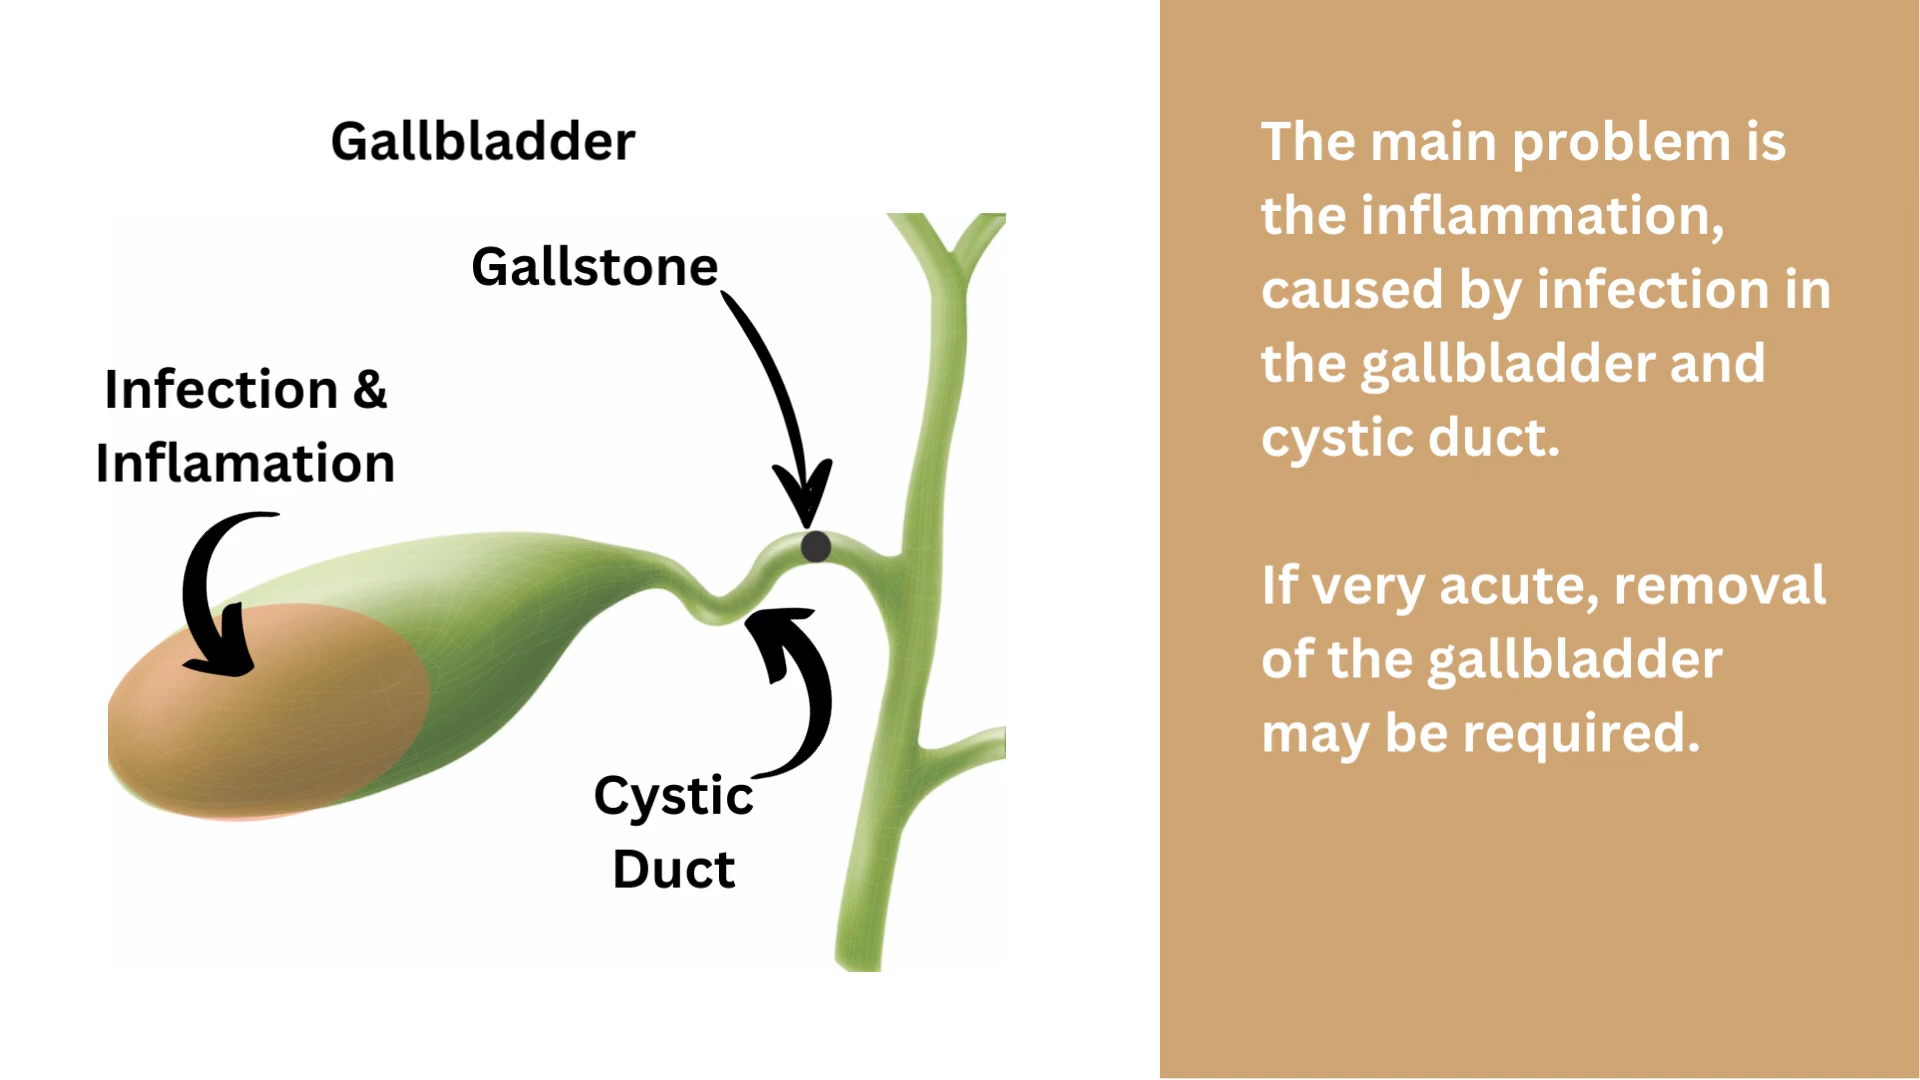 Gallbladder
Gallstone
Infection &
Inflamation
Cystic
Duct
The main problem is
the inflammation,
caused by infection in
the gallbladder and
cystic duct.
If very acute, removal
of the gallbladder
may be required.